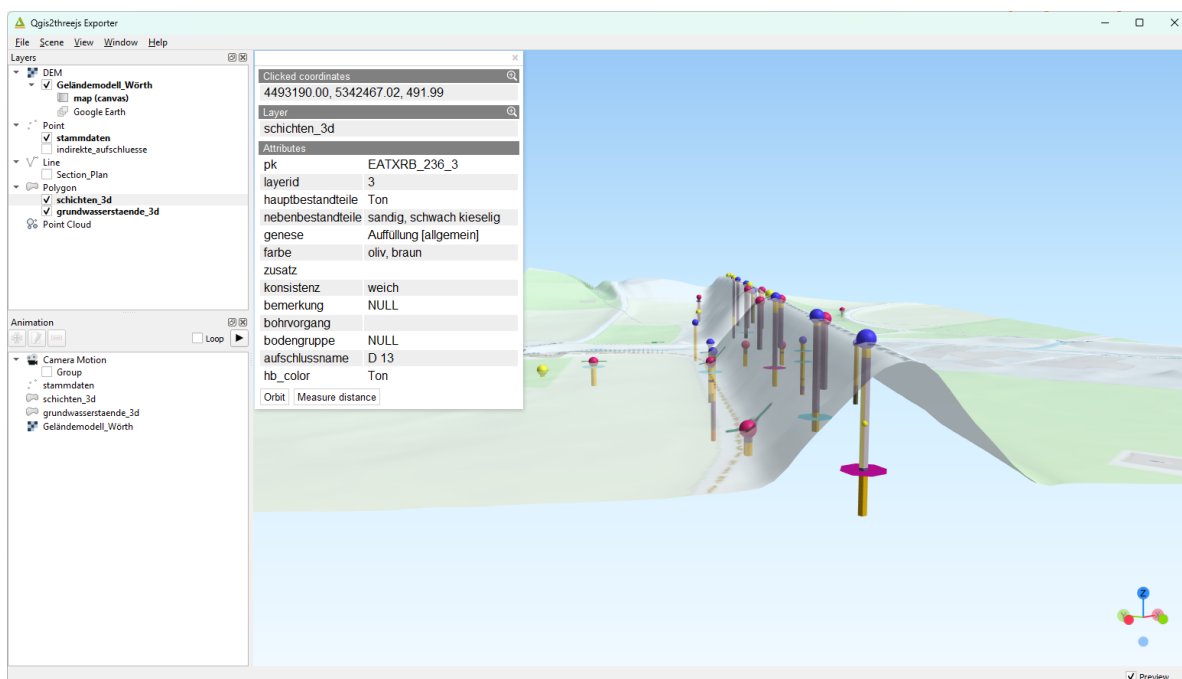 Qgis2threejs Exporter
File Scene View Window Help
Layers
DEM
Geländemodell_Wörth
map (canvas)
Google Earth
Point
stammdaten
indirekte_aufschluesse
Line
Section_Plan
Polygon
schichten_3d
grundwasserstaende_3d
Point Cloud
Animation
Loop
Camera Motion
Group
stammdaten
schichten_3d
grundwasserstaende_3d
Geländemodell_Wörth
Clicked coordinates
4493190.00, 5342467.02, 491.99
Layer
schichten_3d
Attributes
pk EATXRB_236_3
layerid 3
hauptbestandteile Ton
nebenbestandteile sandig, schwach kieselig
genese Auffüllung [allgemein]
farbe oliv, braun
zusatz
konsistenz weich
bemerkung NULL
bohrvorgang
bodengruppe NULL
aufschlussname D 13
hb_color Ton
Orbit Measure distance
Z
Y X
Preview